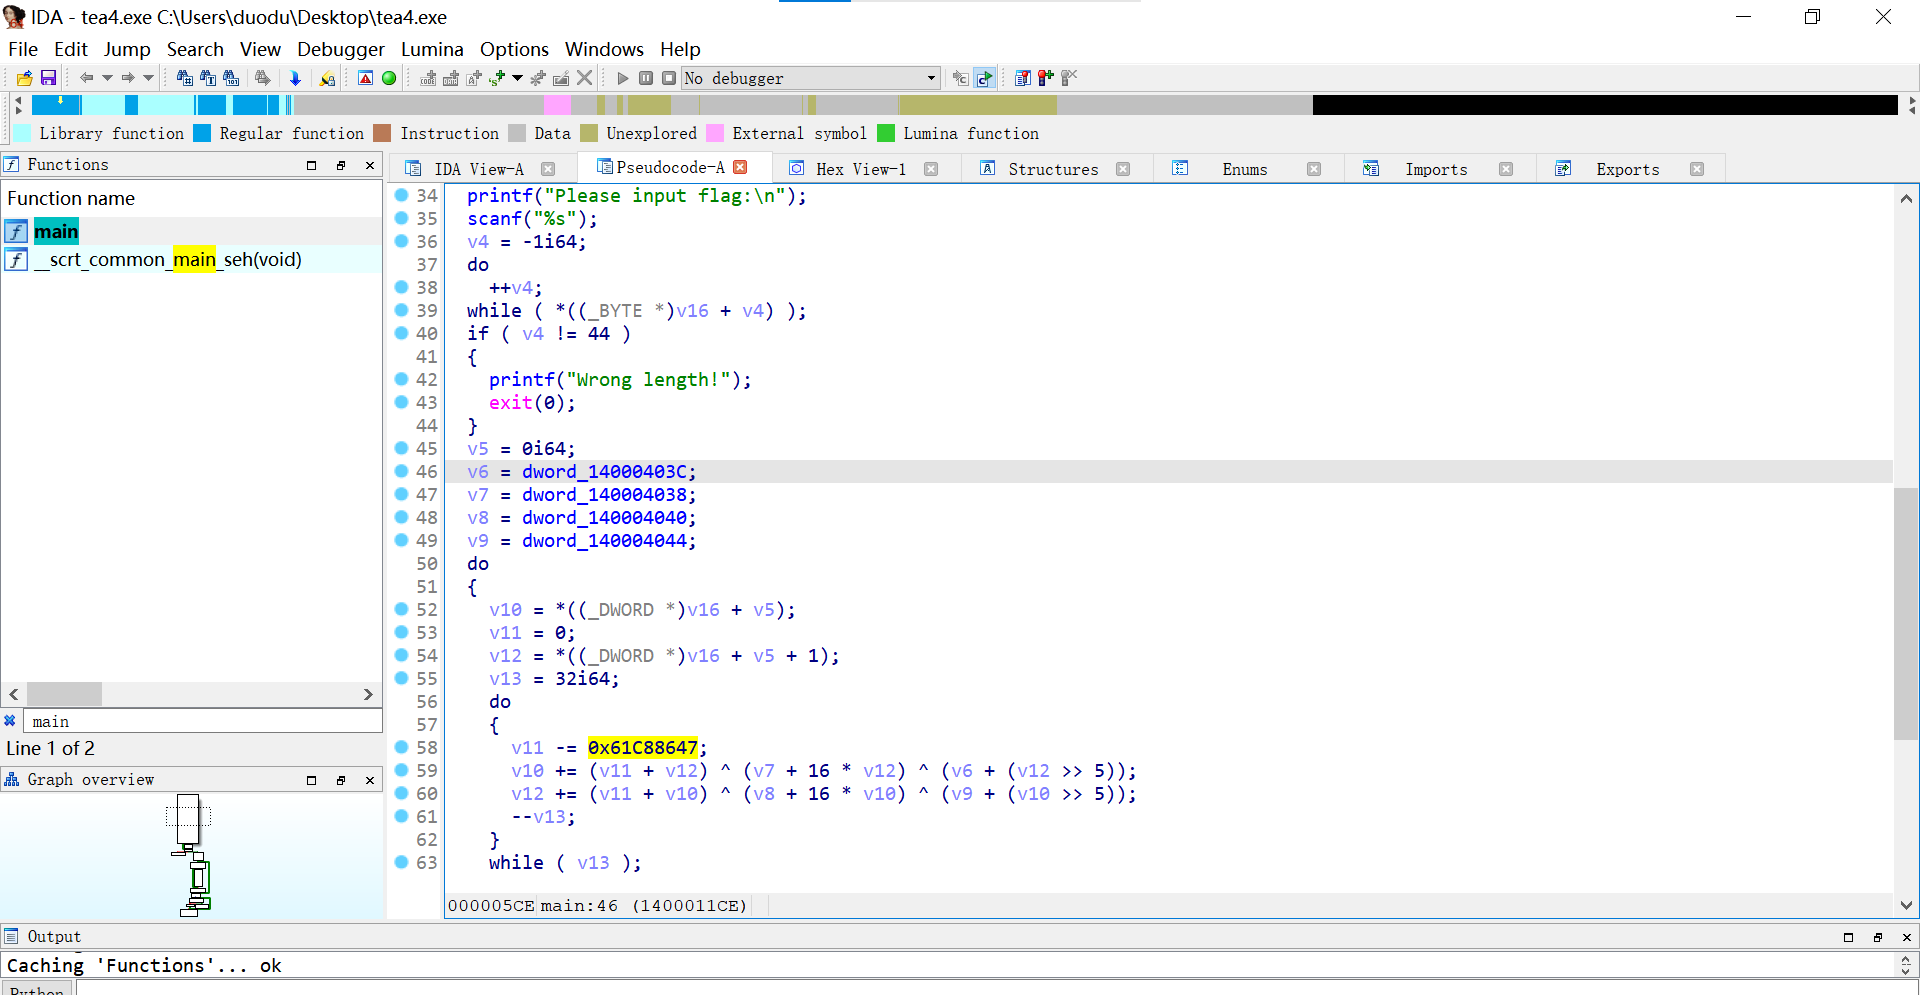 IDA - tea4.exe C:\Users\duodu\Desktop\tea4.exe
File Edit Jump Search View Debugger Lumina Options Windows Help
No debugger
Library function Regular function Instruction Data Unexplored External symbol Lumina function
Functions
Function name
main
__scrt_common_main_seh(void)
main
Line 1 of 2
Graph overview
IDA View-A Pseudocode-A Hex View-1 Structures Enums Imports Exports
34 printf("Please input flag:\n");
35 scanf("%s");
36 v4 = -1i64;
37 do
38 ++v4;
39 while ( *((_BYTE *)v16 + v4) );
40 if ( v4 != 44 )
41 {
42 printf("Wrong length!");
43 exit(0);
44 }
45 v5 = 0i64;
46 v6 = dword_14000403C;
47 v7 = dword_140004038;
48 v8 = dword_140004040;
49 v9 = dword_140004044;
50 do
51 {
52 v10 = *((_DWORD *)v16 + v5);
53 v11 = 0;
54 v12 = *((_DWORD *)v16 + v5 + 1);
55 v13 = 32i64;
56 do
57 {
58 v11 -= 0x61C88647;
59 v10 += (v11 + v12) ^ (v7 + 16 * v12) ^ (v6 + (v12 >> 5));
60 v12 += (v11 + v10) ^ (v8 + 16 * v10) ^ (v9 + (v10 >> 5));
61 --v13;
62 }
63 while ( v13 );
000005CE main:46 (1400011CE)
Output
Caching 'Functions'... ok
Python